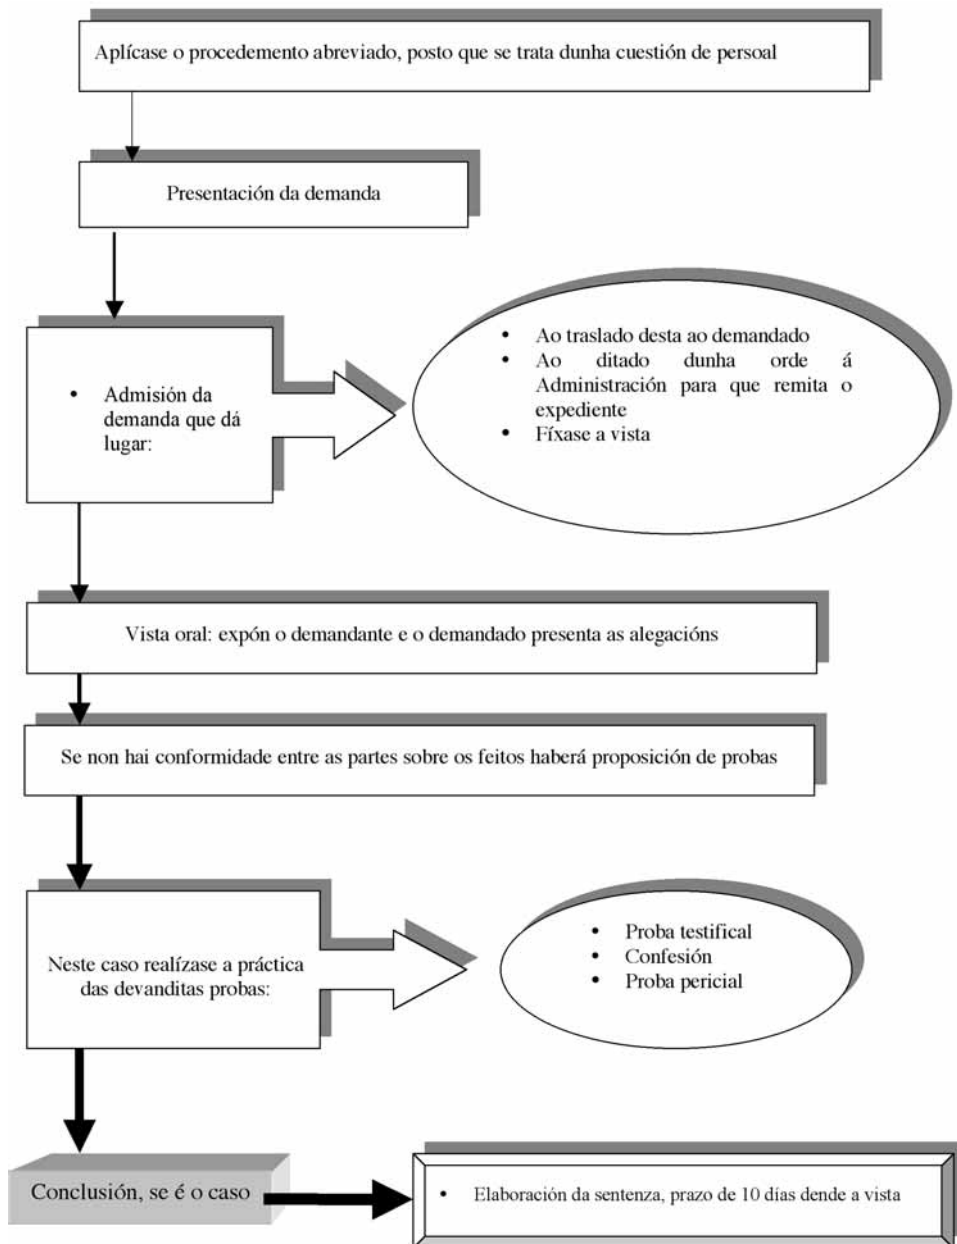 Aplícase o procedemento abreviado, posto que se trata dunha cuestión de persoal
Presentación da demanda
• Admisión da
demanda que dá
lugar:
• Ao traslado desta ao demandado
• Ao ditado dunha orde á
Administración para que remita o
expediente
• Fíxase a vista
Vista oral: expón o demandante e o demandado presenta as alegacións
Se non hai conformidade entre as partes sobre os feitos haberá proposición de probas
Neste caso realízase a práctica
das devanditas probas:
• Proba testifical
• Confesión
• Proba pericial
Conclusión, se é o caso
• Elaboración da sentenza, prazo de 10 días dende a vista